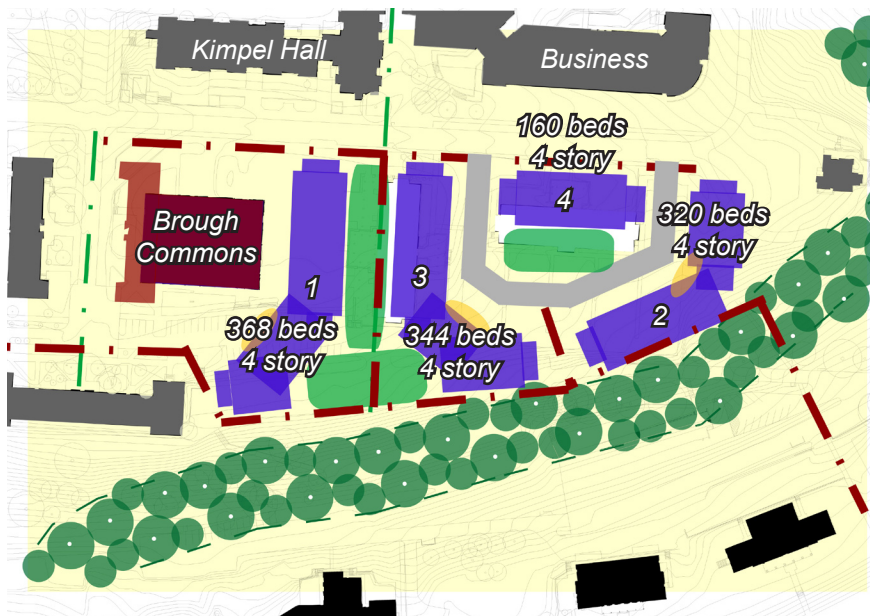 Kimpel Hall
Business
160 beds
4 story
4
Brough
Commons
320 beds
4 story
1
3
2
368 beds
4 story
344 beds
4 story